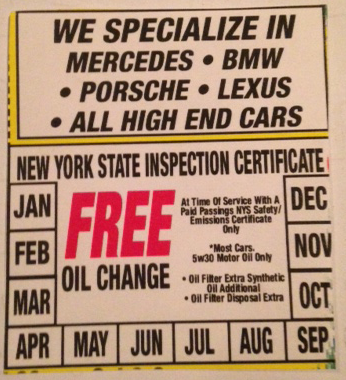 WE SPECIALIZE IN
MERCEDES • BMW
• PORSCHE • LEXUS
• ALL HIGH END CARS
NEW YORK STATE INSPECTION CERTIFICATE
JAN
FEB
MAR
FREE
OIL CHANGE
At Time Of Service With A
Paid Passings NYS Safety/
Emissions Certificate
Only
*Most Cars.
5w30 Motor Oil Only
• Oil Filter Extra Synthetic
Oil Additional
• Oil Filter Disposal Extra
DEC
NOV
OCT
APR MAY JUN JUL AUG SEP